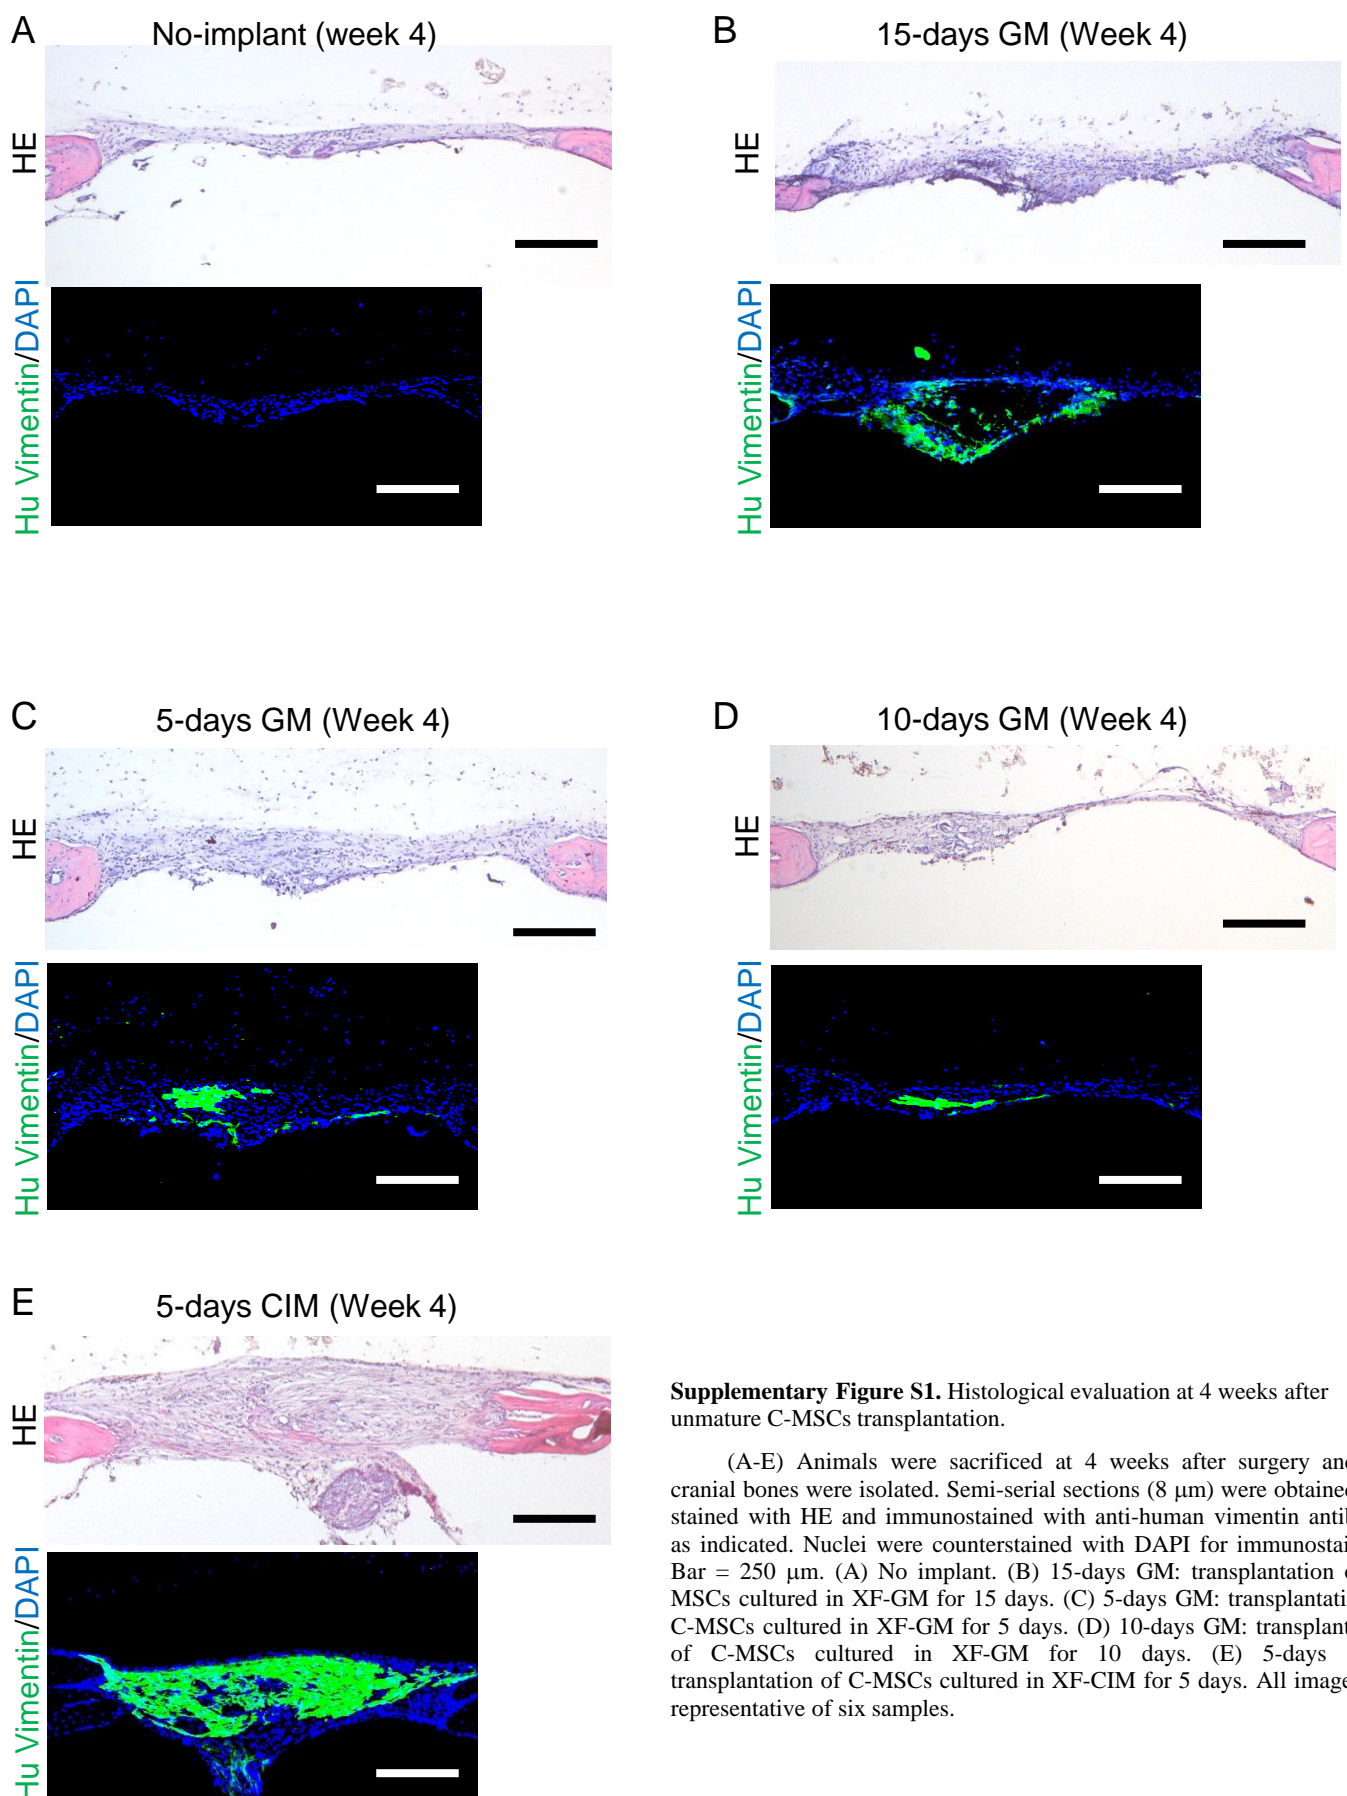 A
No-implant (week 4)
HE
Hu Vimentin/DAPI
B
15-days GM (Week 4)
HE
Hu Vimentin/DAPI
C
5-days GM (Week 4)
HE
Hu Vimentin/DAPI
D
10-days GM (Week 4)
HE
Hu Vimentin/DAPI
E
5-days CIM (Week 4)
HE
Hu Vimentin/DAPI
Supplementary Figure S1. Histological evaluation at 4 weeks after
unmature C-MSCs transplantation.
(A-E) Animals were sacrificed at 4 weeks after surgery and
cranial bones were isolated. Semi-serial sections (8 μm) were obtained
stained with HE and immunostained with anti-human vimentin antib
as indicated. Nuclei were counterstained with DAPI for immunostai
Bar = 250 μm. (A) No implant. (B) 15-days GM: transplantation
MSCs cultured in XF-GM for 15 days. (C) 5-days GM: transplantati
C-MSCs cultured in XF-GM for 5 days. (D) 10-days GM: transplant
of C-MSCs cultured in XF-GM for 10 days. (E) 5-days
transplantation of C-MSCs cultured in XF-CIM for 5 days. All image
representative of six samples.